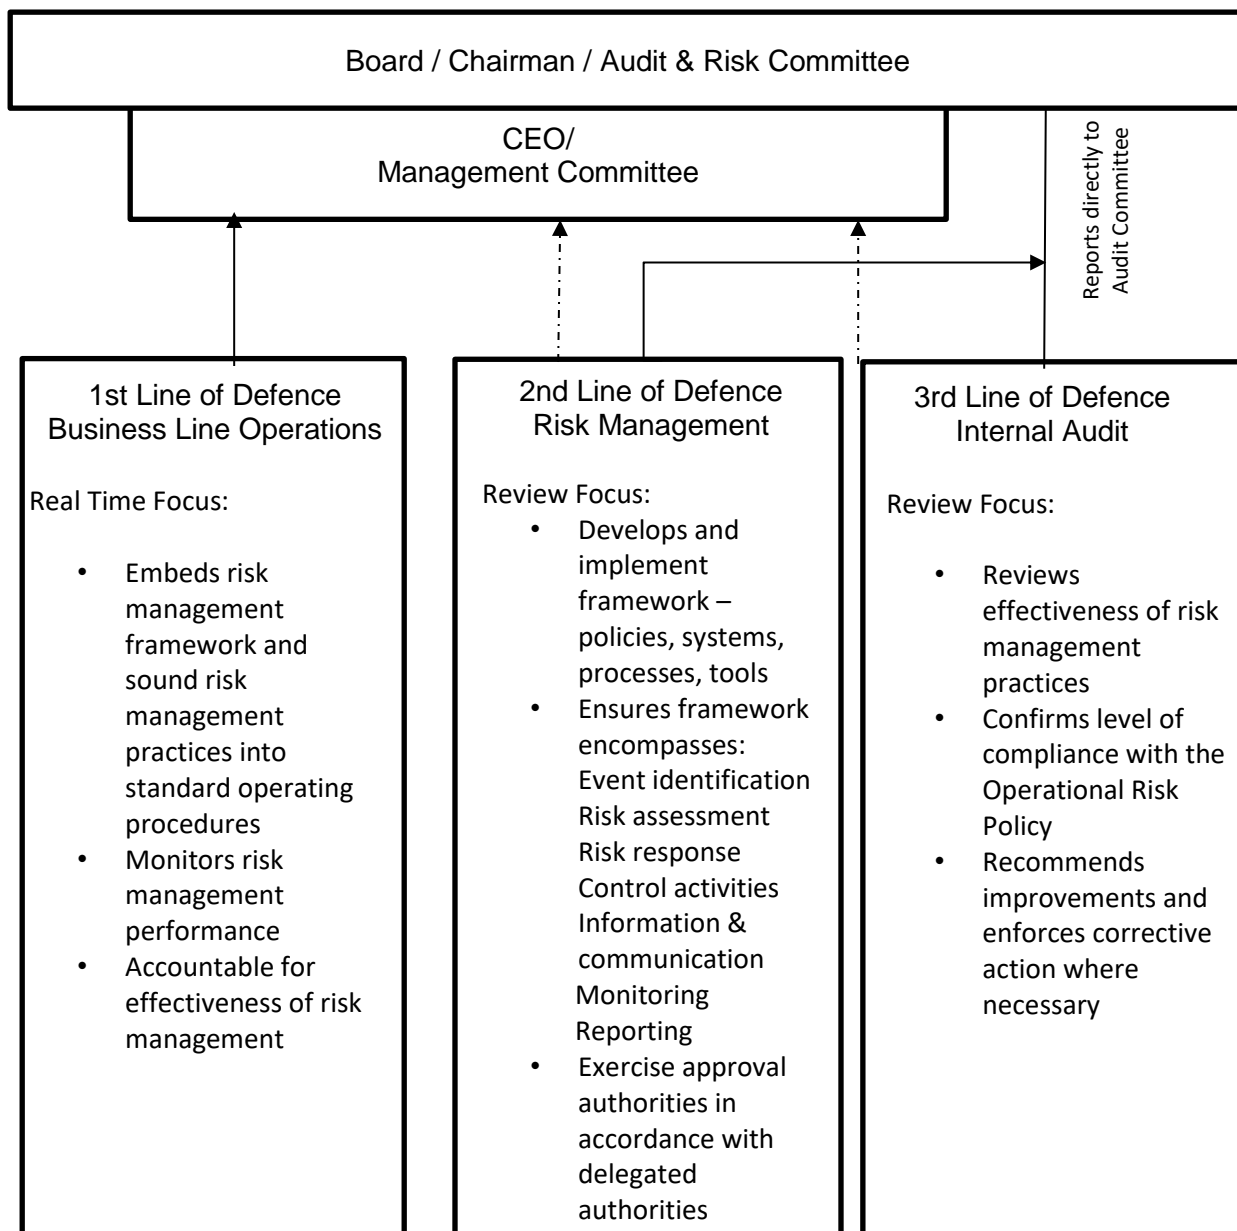 Board / Chairman / Audit & Risk Committee
CEO/
Management Committee
Reports directly to
Audit Committee
1st Line of Defence
Business Line Operations
Real Time Focus:
• Embeds risk
management
framework and
sound risk
management
practices into
standard operating
procedures
• Monitors risk
management
performance
• Accountable for
effectiveness of risk
management
2nd Line of Defence
Risk Management
Review Focus:
• Develops and
implement
framework –
policies, systems,
processes, tools
• Ensures framework
encompasses:
Event identification
Risk assessment
Risk response
Control activities
Information &
communication
Monitoring
Reporting
• Exercise approval
authorities in
accordance with
delegated
authorities
3rd Line of Defence
Internal Audit
Review Focus:
• Reviews
effectiveness of risk
management
practices
• Confirms level of
compliance with the
Operational Risk
Policy
• Recommends
improvements and
enforces corrective
action where
necessary